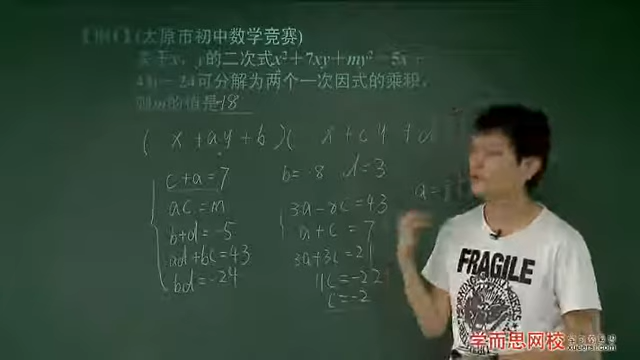 (太原市初中数学竞赛)
关于x、y的二次式x²+7xy+my²-5x+
43y-24可分解为两个一次因式的乘积,
则m的值是-18
( x+ay+b)( x+cy+d
c+a=7
ac=m
b+d=-5
ad+bc=43
bd=-24
b=-8 d=3
3a-8c=43
a+c=7
3a+3c=21
11c=-22
c=-2
a=
FRAGILE
学而思网校
xueersi.com